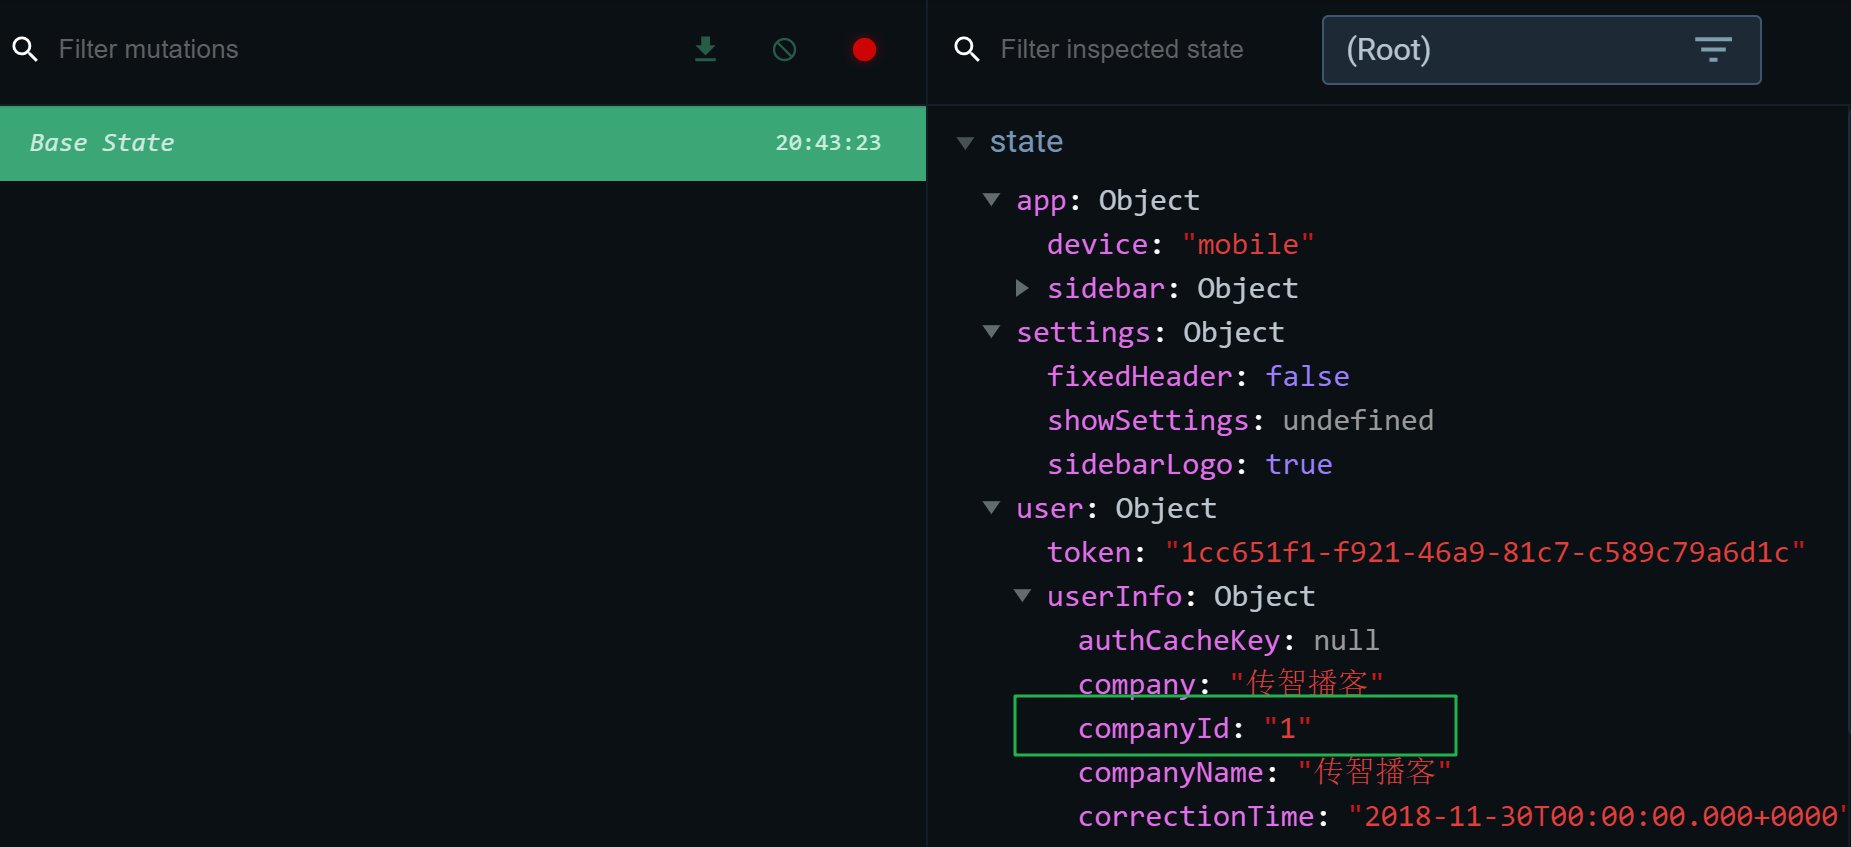 Filter mutations
Filter inspected state
(Root)
Base State 20:43:23
state
app: Object
device: "mobile"
sidebar: Object
settings: Object
fixedHeader: false
showSettings: undefined
sidebarLogo: true
user: Object
token: "1cc651f1-f921-46a9-81c7-c589c79a6d1c"
userInfo: Object
authCacheKey: null
company: "传智播客"
companyId: "1"
companyName: "传智播客"
correctionTime: "2018-11-30T00:00:00.000+0000"